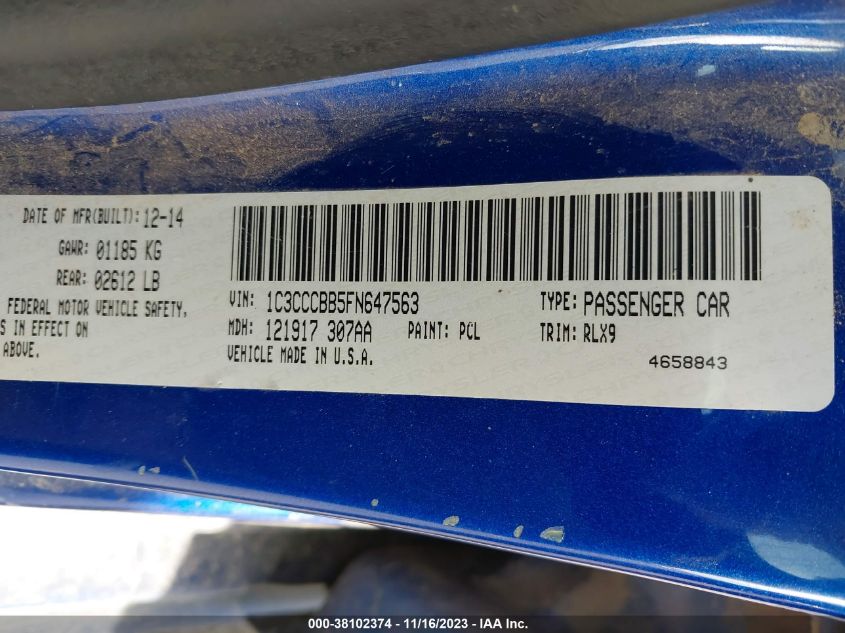 DATE OF MFR(BUILT): 12-14
GAWR: 01185 KG
REAR: 02612 LB
FEDERAL MOTOR VEHICLE SAFETY,
S IN EFFECT ON
ABOVE.
VIN: 1C3CCCBB5FN647563 TYPE: PASSENGER CAR
MDH: 121917 307AA PAINT: PCL TRIM: RLX9
VEHICLE MADE IN U.S.A.
4658843
000-38102374 - 11/16/2023 - IAA Inc.